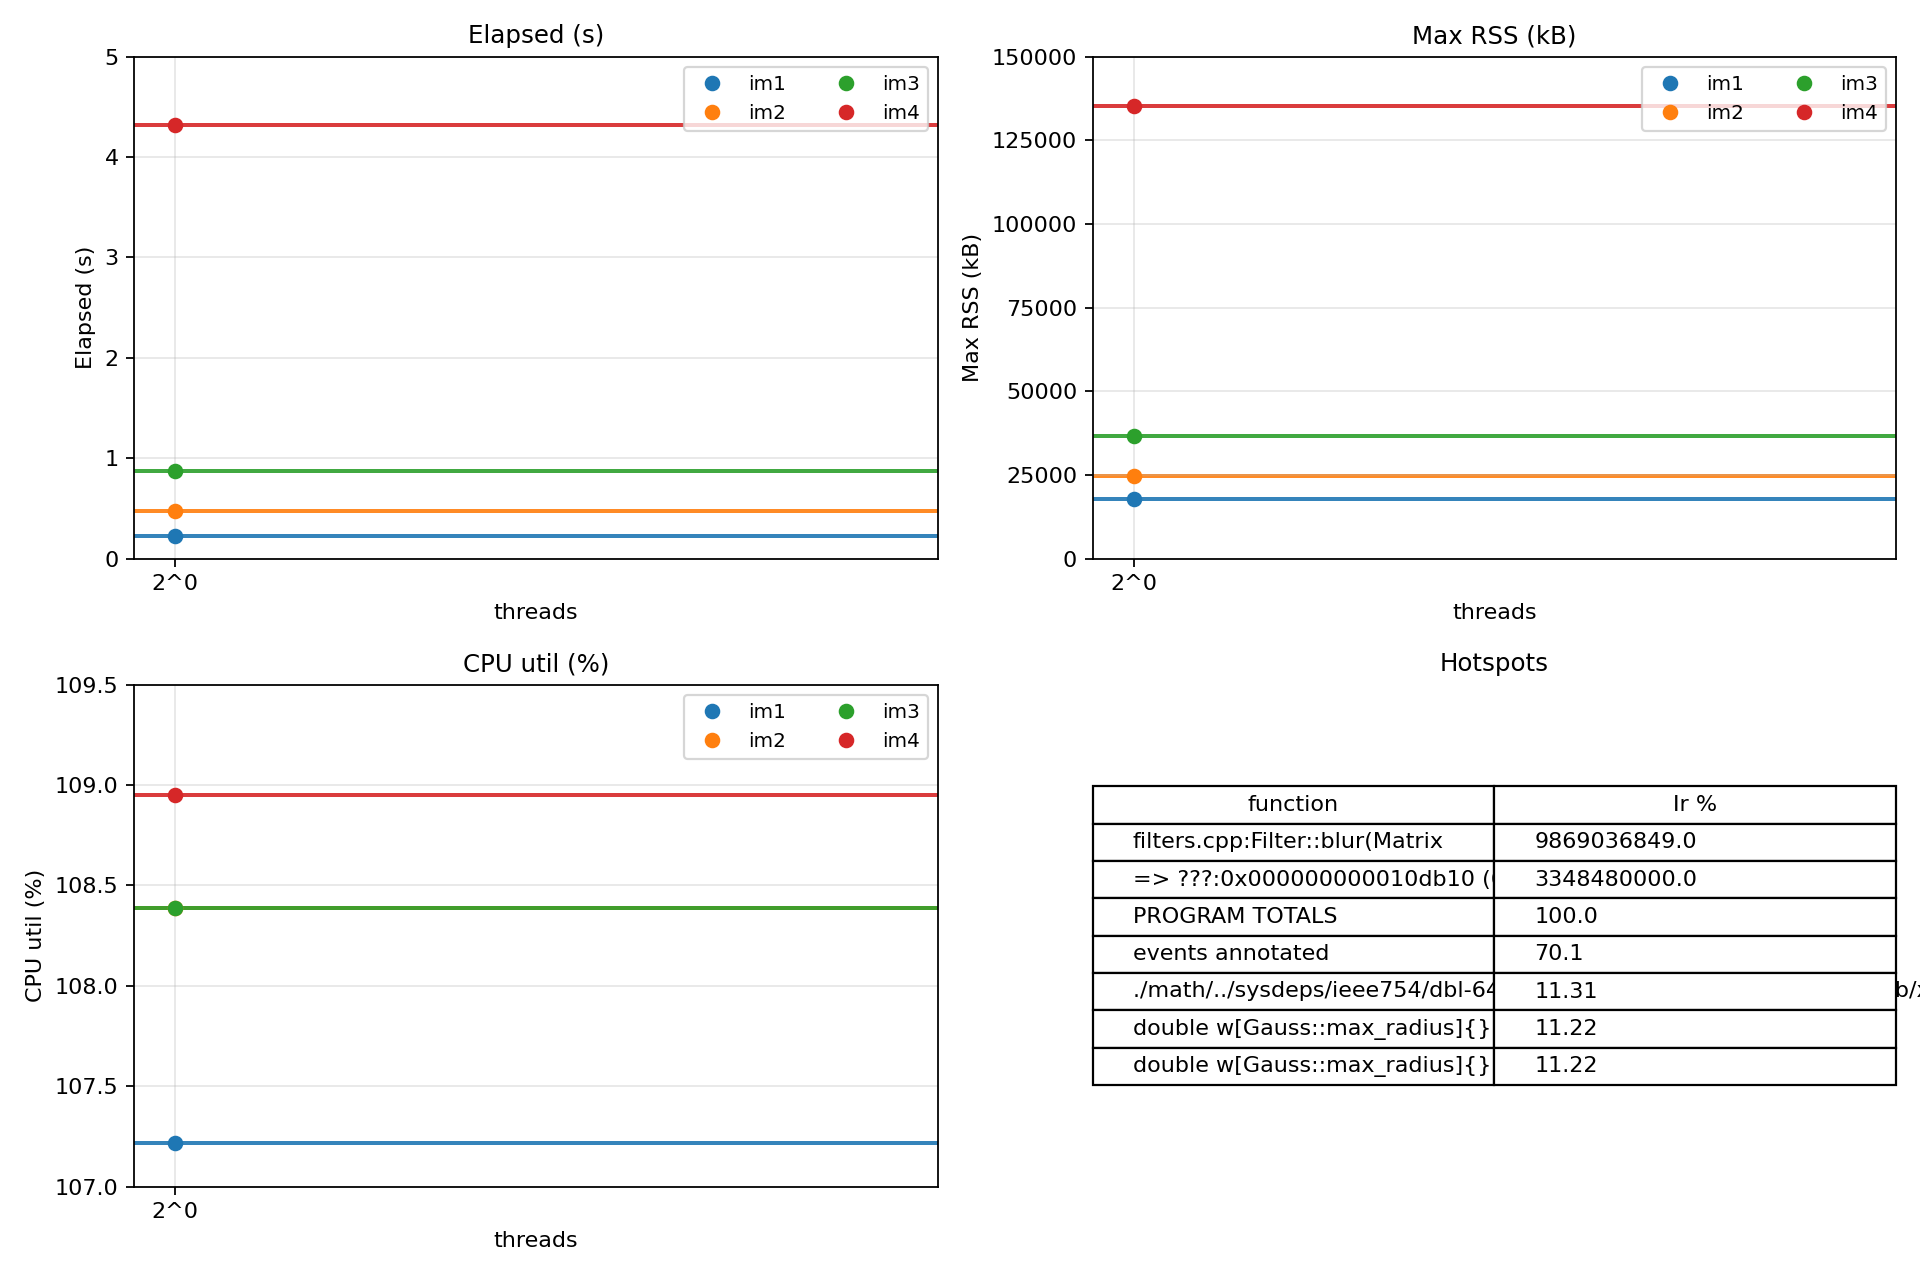 Elapsed (s)
5
4
3
2
1
0
Elapsed (s)
im1
im2
im3
im4
2^0
threads
Max RSS (kB)
150000
125000
100000
75000
50000
25000
0
Max RSS (kB)
im1
im2
im3
im4
2^0
threads
CPU util (%)
109.5
109.0
108.5
108.0
107.5
107.0
CPU util (%)
im1
im2
im3
im4
2^0
threads
Hotspots
function Ir %
filters.cpp:Filter::blur(Matrix 9869036849.0
=> ???:0x000000000010db10 ( 3348480000.0
PROGRAM TOTALS 100.0
events annotated 70.1
./math/../sysdeps/ieee754/dbl-64 11.31 b/
double w[Gauss::max_radius]{} 11.22
double w[Gauss::max_radius]{} 11.22